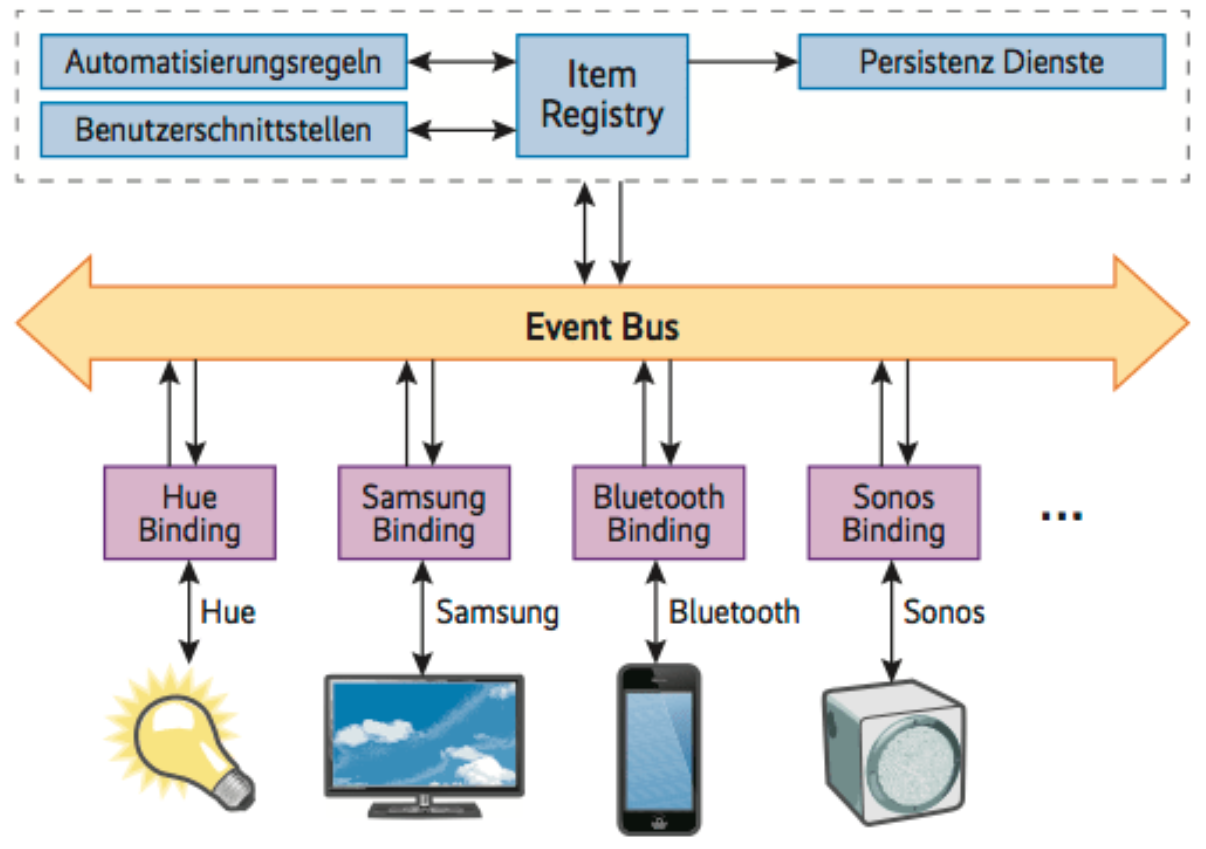 Automatisierungsregeln
Benutzerschnittstellen
Item
Registry
Persistenz Dienste
Event Bus
Hue
Binding
Samsung
Binding
Bluetooth
Binding
Sonos
Binding
...
Hue
Samsung
Bluetooth
Sonos